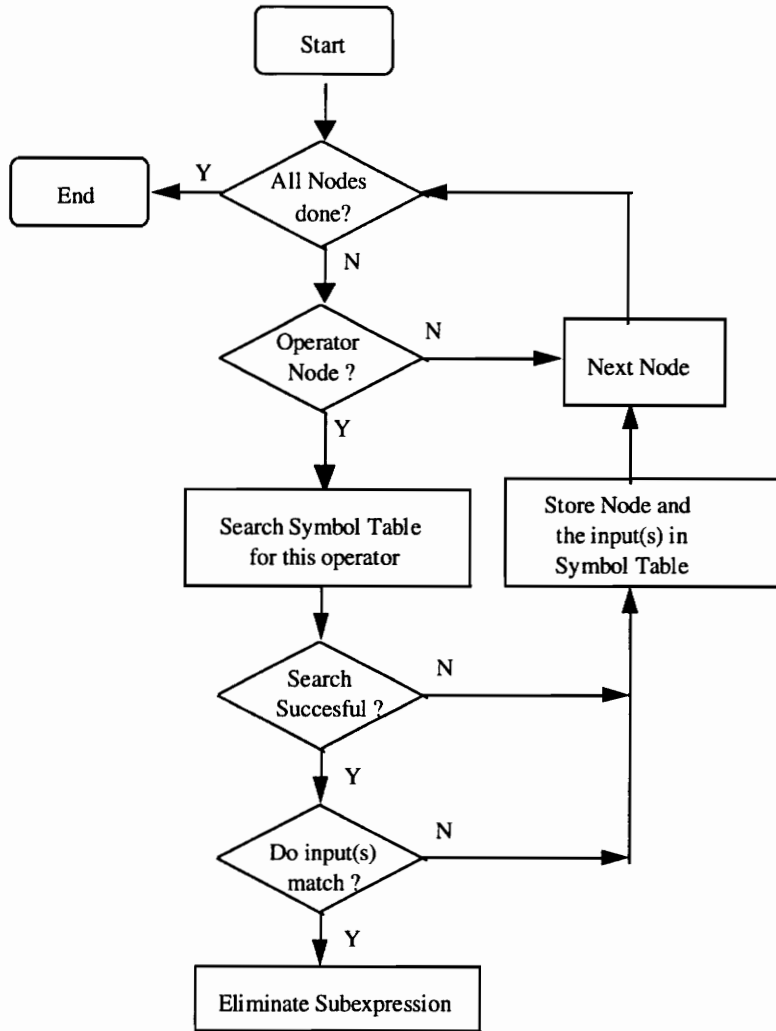 Start
Y
All Nodes
done?
End
N
Operator
Node ?
N
Next Node
Y
Search Symbol Table
for this operator
Store Node and
the input(s) in
Symbol Table
Search
Succesful ?
N
Y
Do input(s)
match ?
N
Y
Eliminate Subexpression